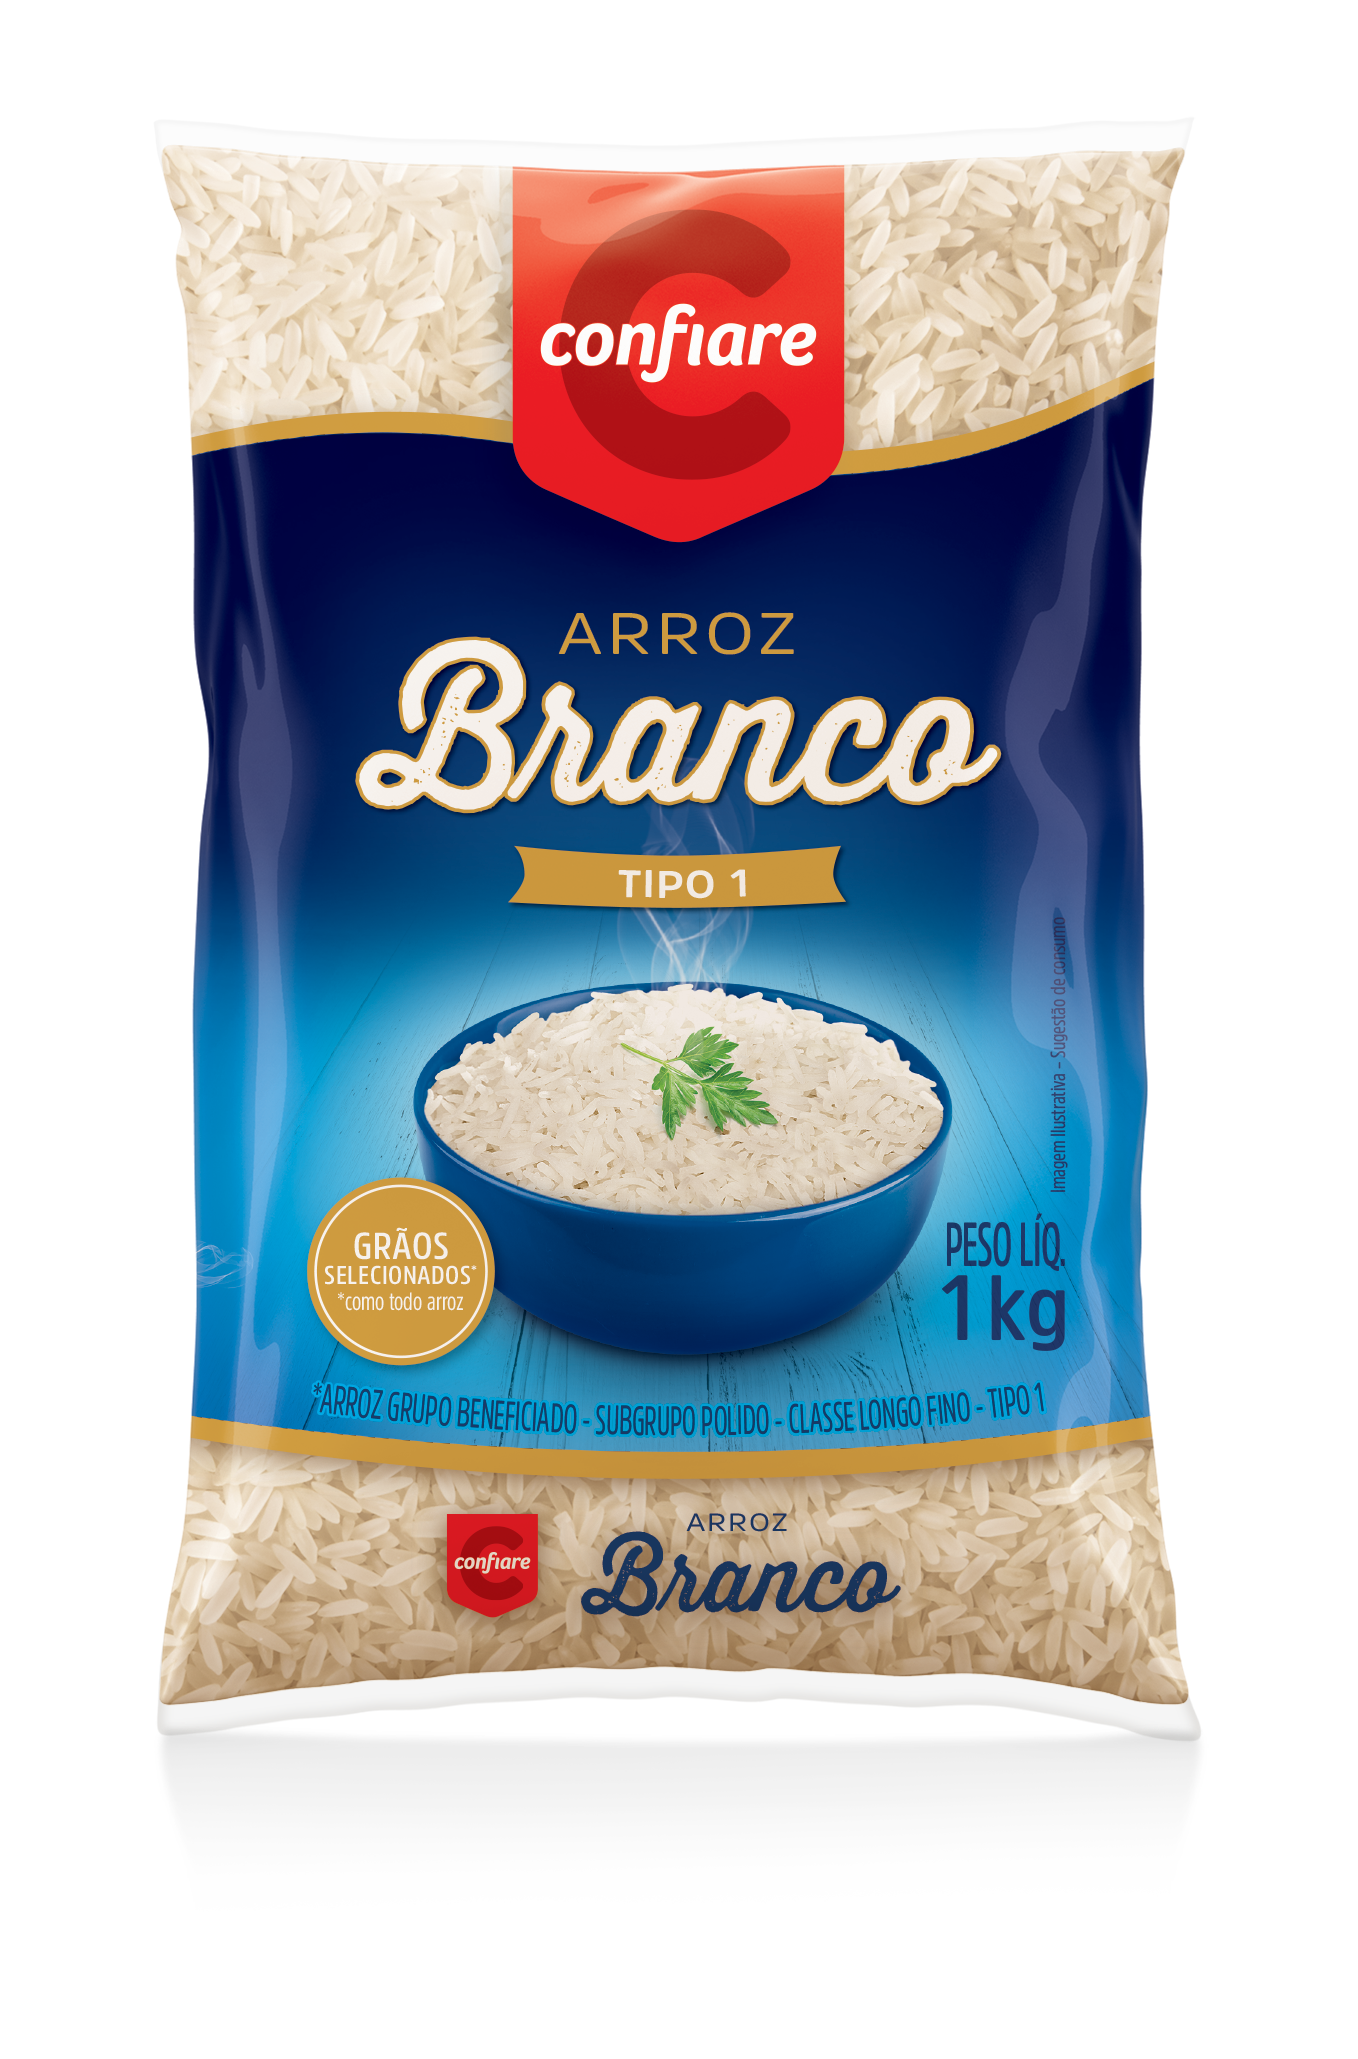 confiare
ARROZ
Branco
TIPO 1
Imagem Ilustrativa - Sugestão de consumo
GRÃOS
SELECIONADOS*
*como todo arroz
PESO LÍQ.
1kg
*ARROZ GRUPO BENEFICIADO - SUBGRUPO POLIDO - CLASSE LONGO FINO - TIPO 1
confiare
ARROZ
Branco